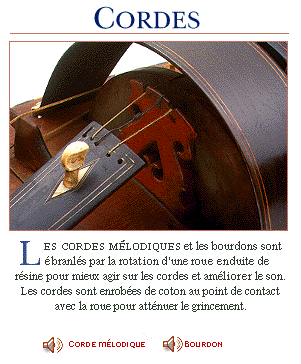 CORDES
LES CORDES MÉLODIQUES et les bourdons sont
ébranlés par la rotation d'une roue enduite de
résine pour mieux agir sur les cordes et améliorer le son.
Les cordes sont enrobées de coton au point de contact
avec la roue pour atténuer le grincement.
CORDE MÉLODIQUE BOURDON